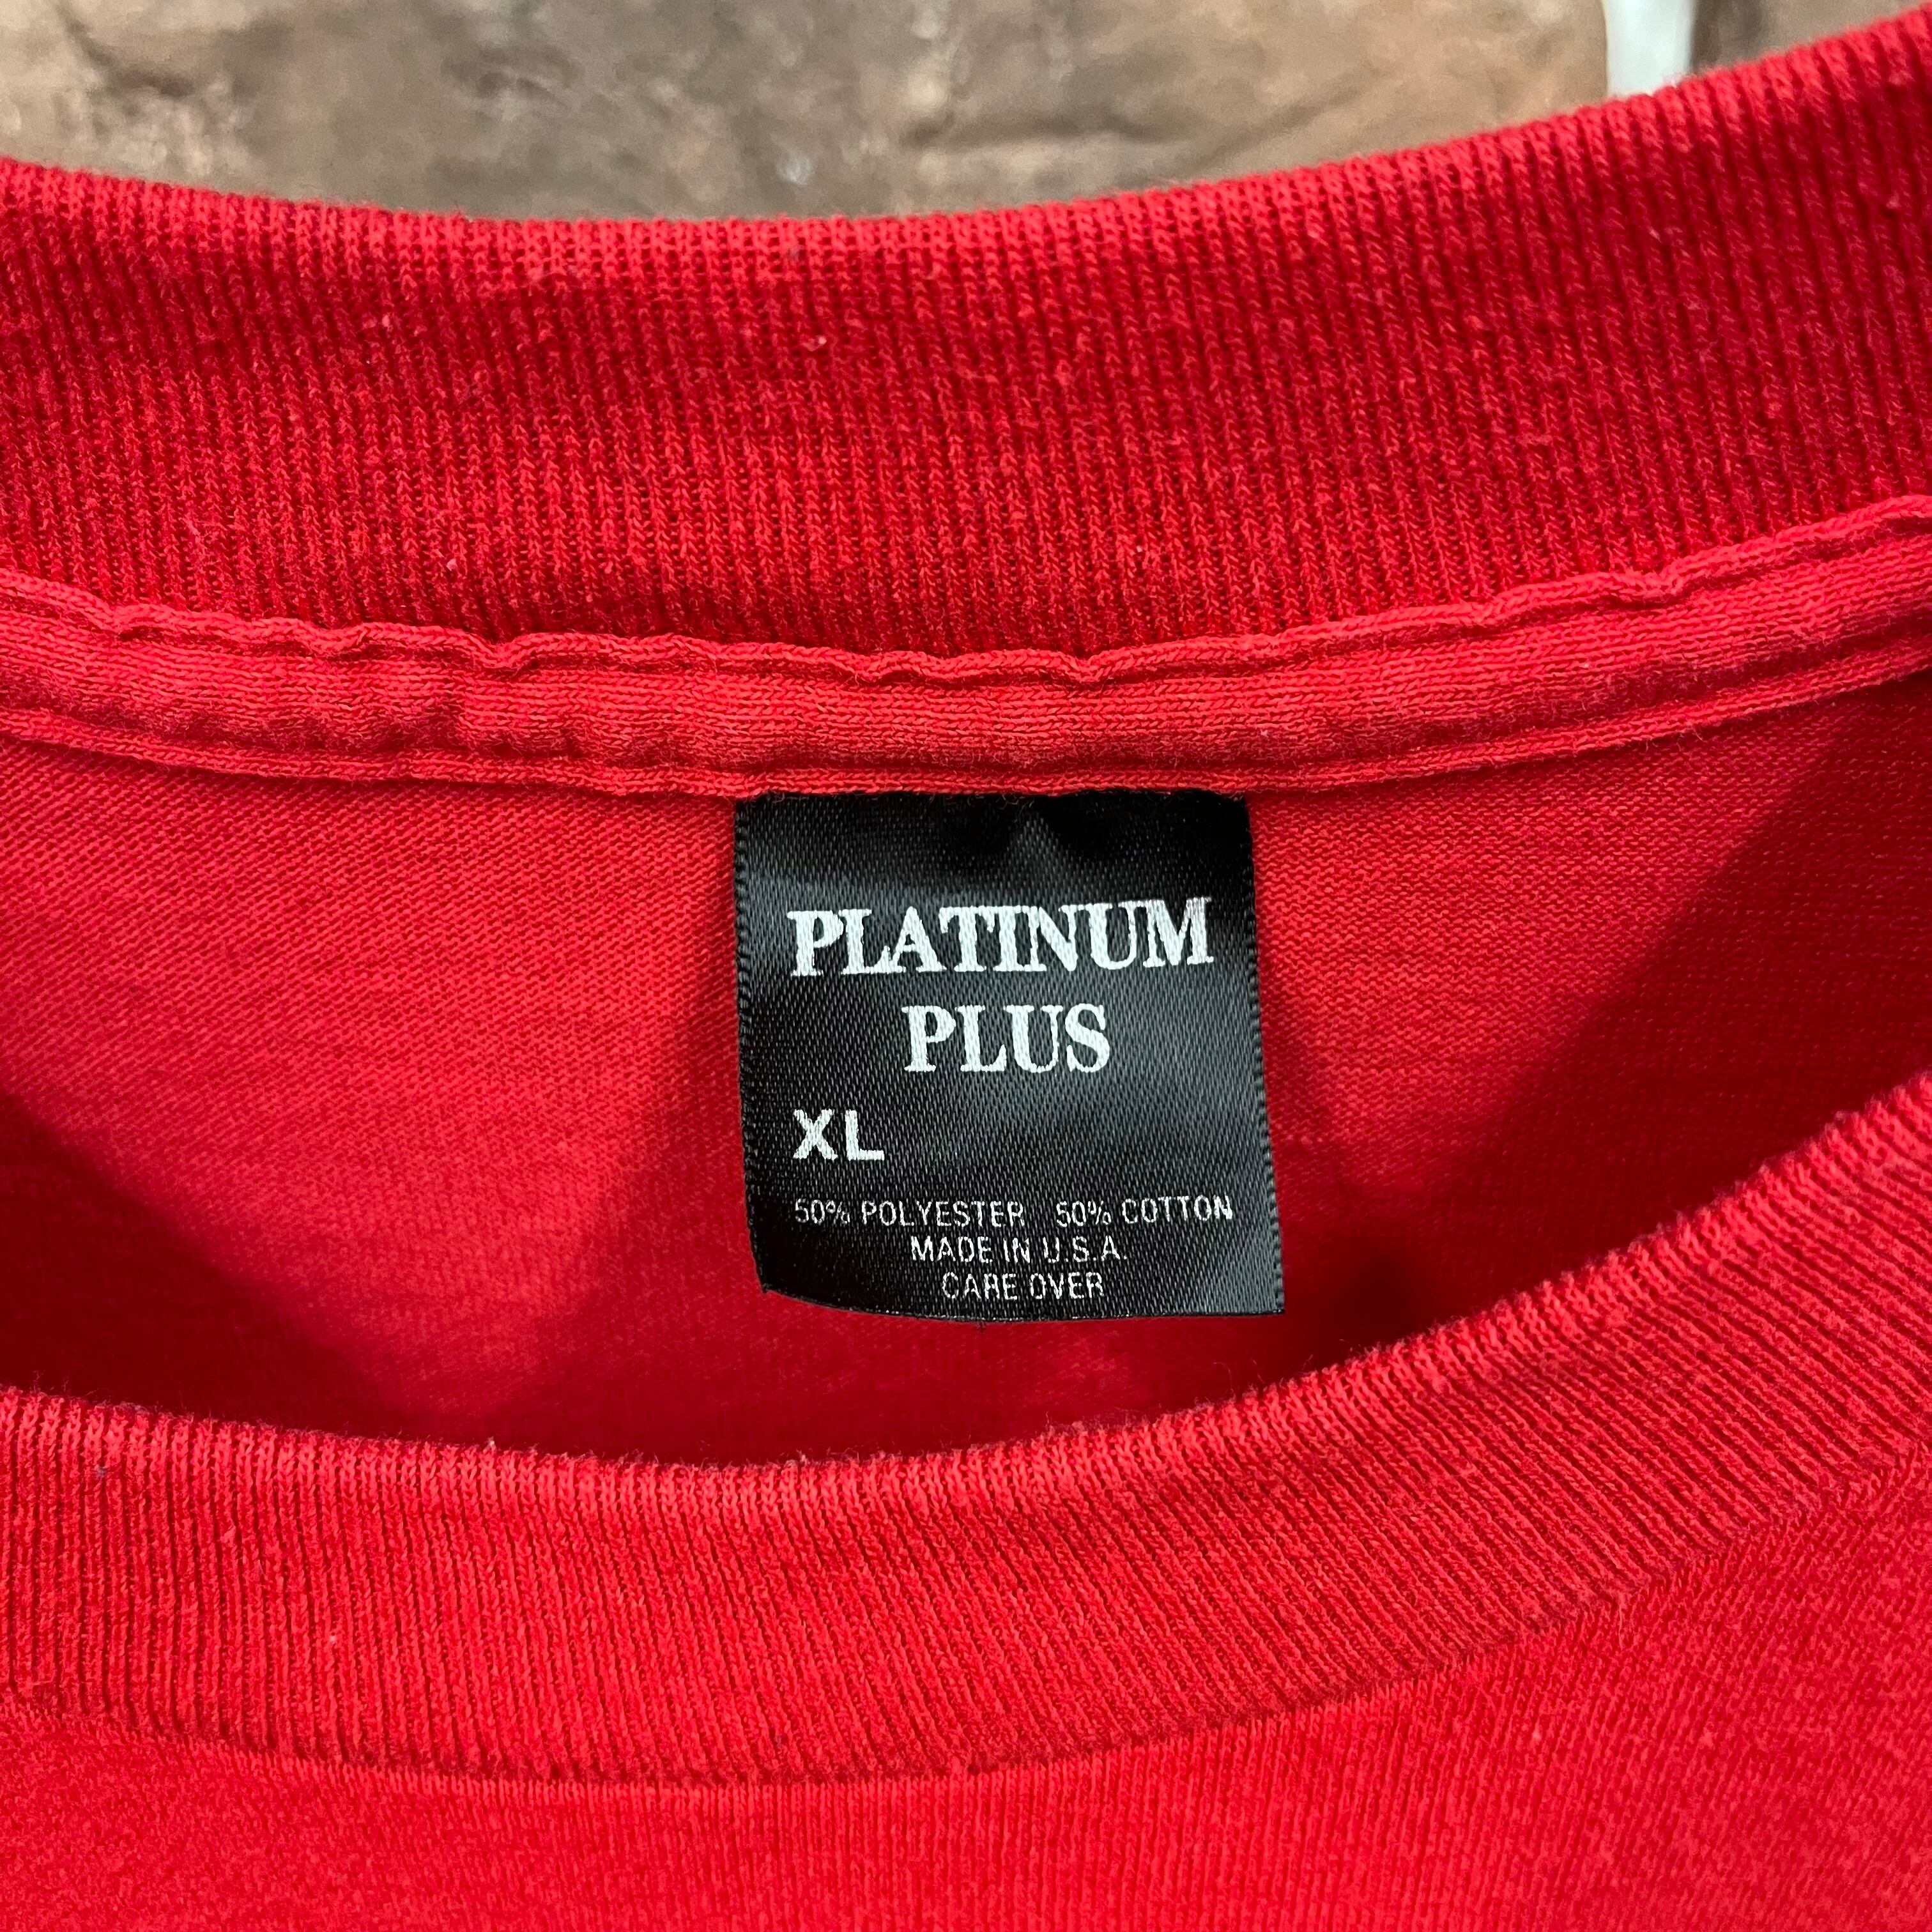 PLATINUM
PLUS
XL
50% POLYESTER 50% COTTON
MADE IN U.S.A.
CARE OVER